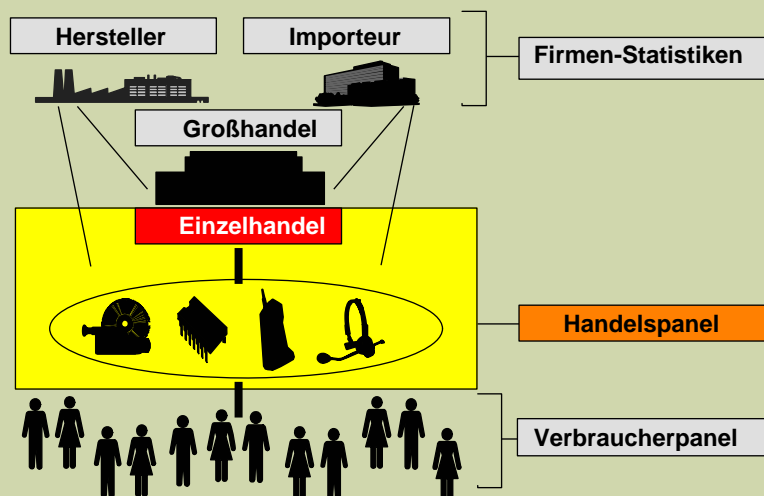 Hersteller
Importeur
Firmen-Statistiken
Großhandel
Einzelhandel
Handelspanel
Verbraucherpanel